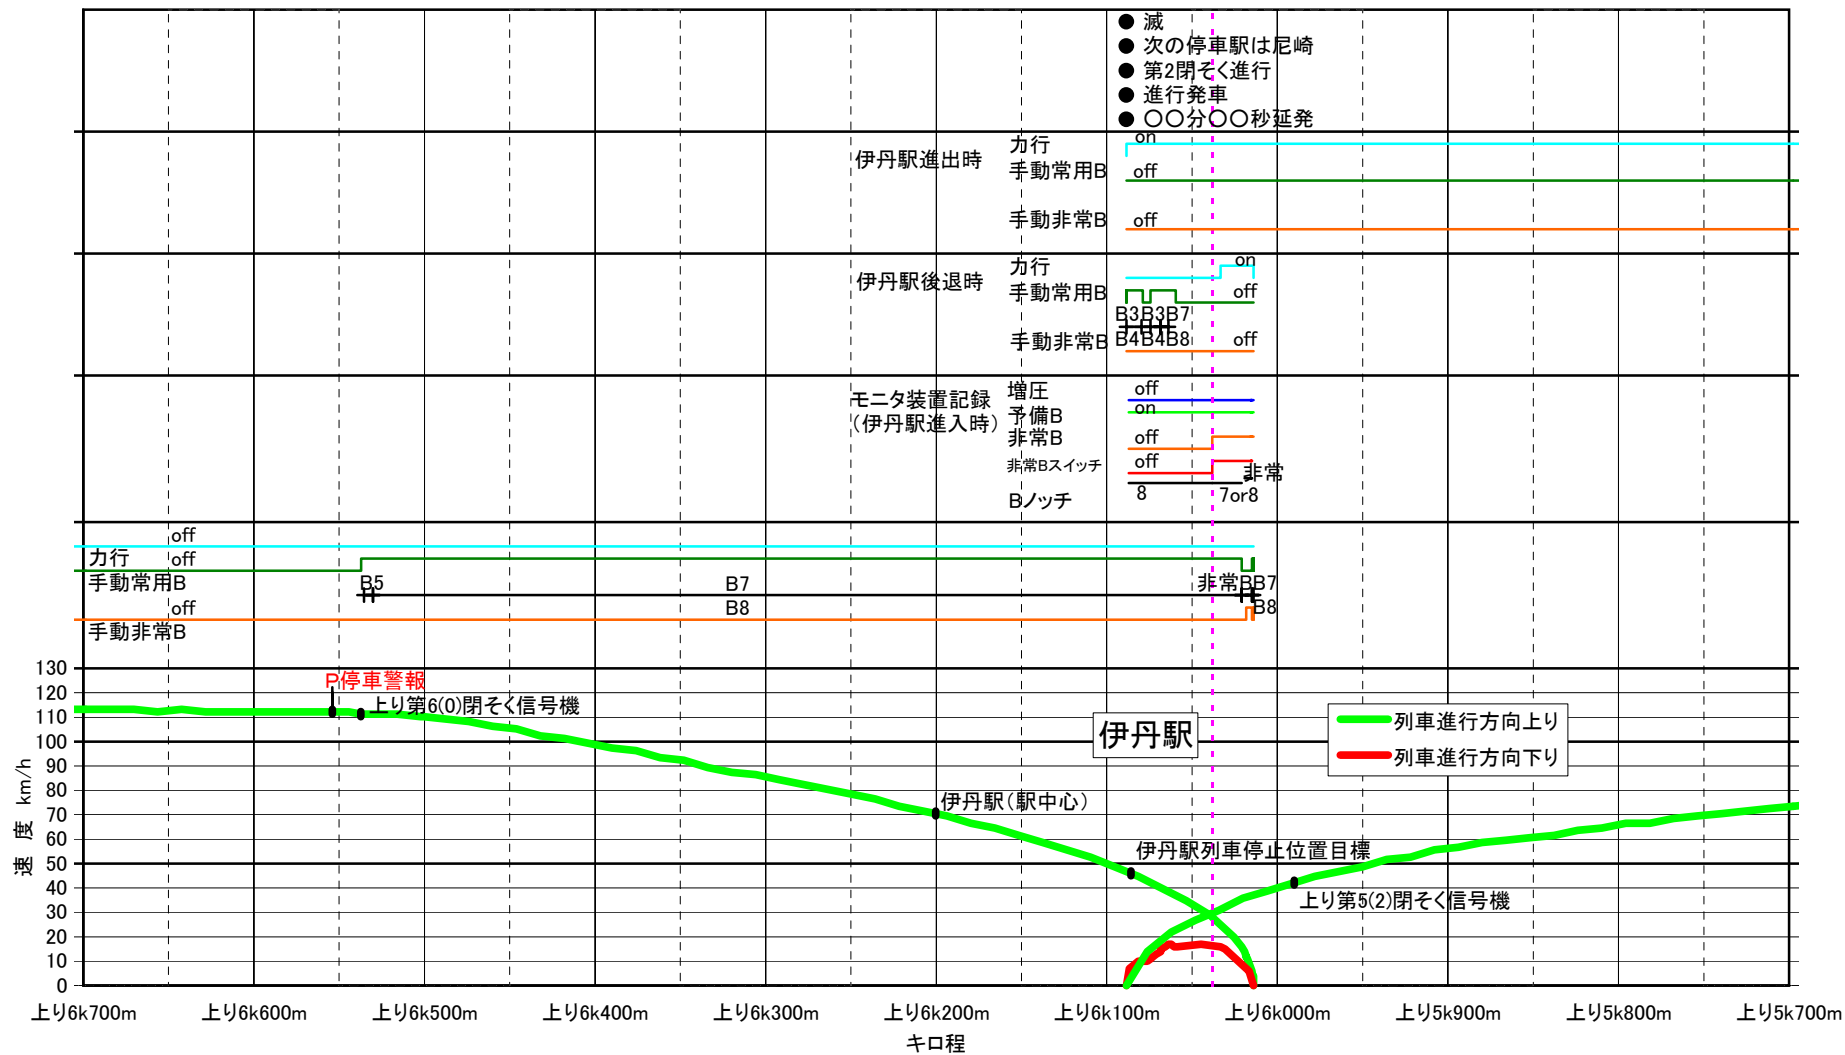 ● 滅
● 次の停車駅は尼崎
● 第2閉そく進行
● 進行発車
● 〇〇分〇〇秒延発
伊丹駅進出時
力行
on
手動常用B
off
手動非常B
off
伊丹駅後退時
力行
on
手動常用B
off
B3B3B7
手動非常B
B4B4B8
off
モニタ装置記録
(伊丹駅進入時)
増圧
off
予備B
on
非常B
off
非常Bスイッチ
off
非常
Bノッチ
8
7or8
off
力行
off
手動常用B
B5
B7
非常BB7
off
B8
B8
手動非常B
130
120
110
100
90
80
70
60
50
40
30
20
10
0
速 度 km/h
P停車警報
上り第6(0)閉そく信号機
伊丹駅
列車進行方向上り
列車進行方向下り
伊丹駅(駅中心)
伊丹駅列車停止位置目標
上り第5(2)閉そく信号機
上り6k700m
上り6k600m
上り6k500m
上り6k400m
上り6k300m
上り6k200m
上り6k100m
上り6k000m
上り5k900m
上り5k800m
上り5k700m
キロ程